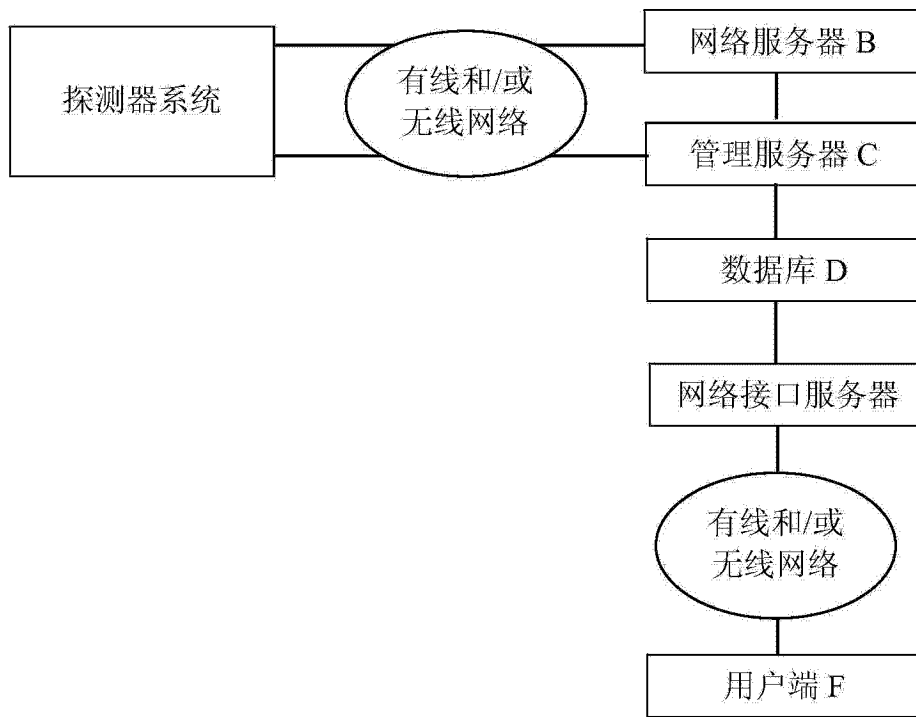 探测器系统
有线和/或
无线网络
网络服务器 B
管理服务器 C
数据库 D
网络接口服务器
有线和/或
无线网络
用户端 F